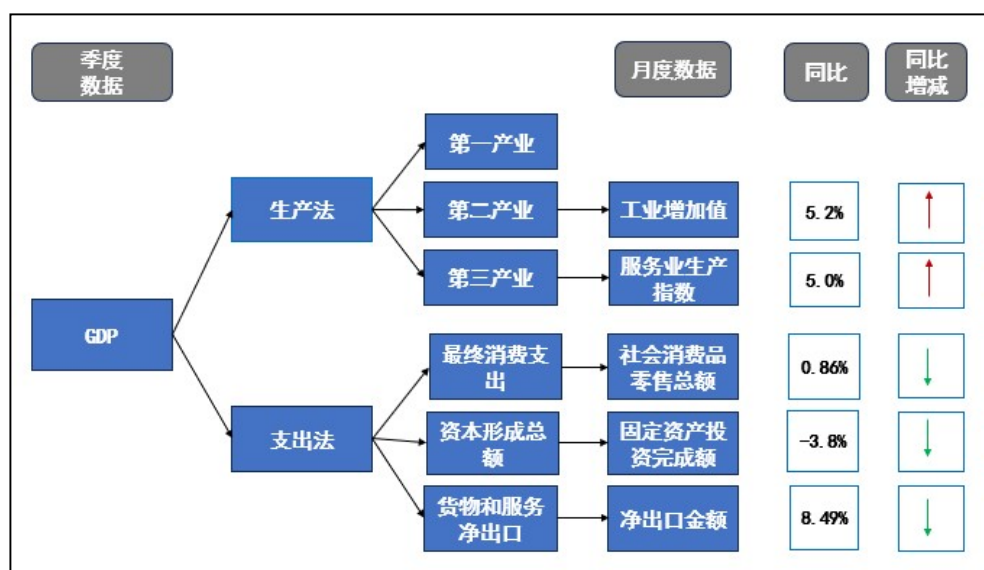 季度
数据
月度数据
同比
同比
增减
第一产业
生产法
第二产业
工业增加值
5.2%
第三产业
服务业生产
指数
5.0%
GDP
最终消费支
出
社会消费品
零售总额
0.86%
支出法
资本形成总
额
固定资产投
资完成额
-3.8%
货物和服务
净出口
净出口金额
8.49%